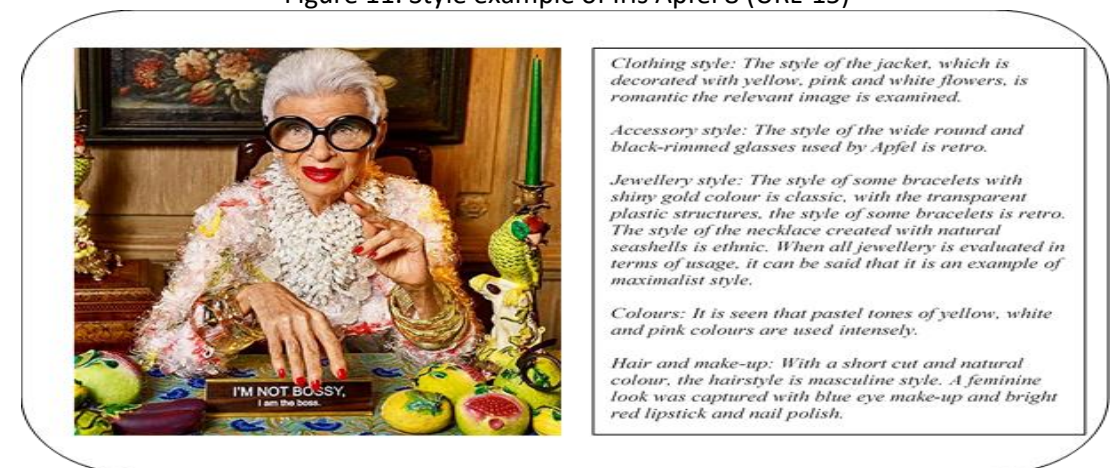 Figure 11. Style example of Iris Apfel 8 (URL-15)
I'M NOT BOSSY,
I am the boss.
Clothing style: The style of the jacket, which is
decorated with yellow, pink and white flowers, is
romantic the relevant image is examined.
Accessory style: The style of the wide round and
black-rimmed glasses used by Apfel is retro.
Jewellery style: The style of some bracelets with
shiny gold colour is classic, with the transparent
plastic structures, the style of some bracelets is retro.
The style of the necklace created with natural
seashells is ethnic. When all jewellery is evaluated in
terms of usage, it can be said that it is an example of
maximalist style.
Colours: It is seen that pastel tones of yellow, white
and pink colours are used intensely.
Hair and make-up: With a short cut and natural
colour, the hairstyle is masculine style. A feminine
look was captured with blue eye make-up and bright
red lipstick and nail polish.